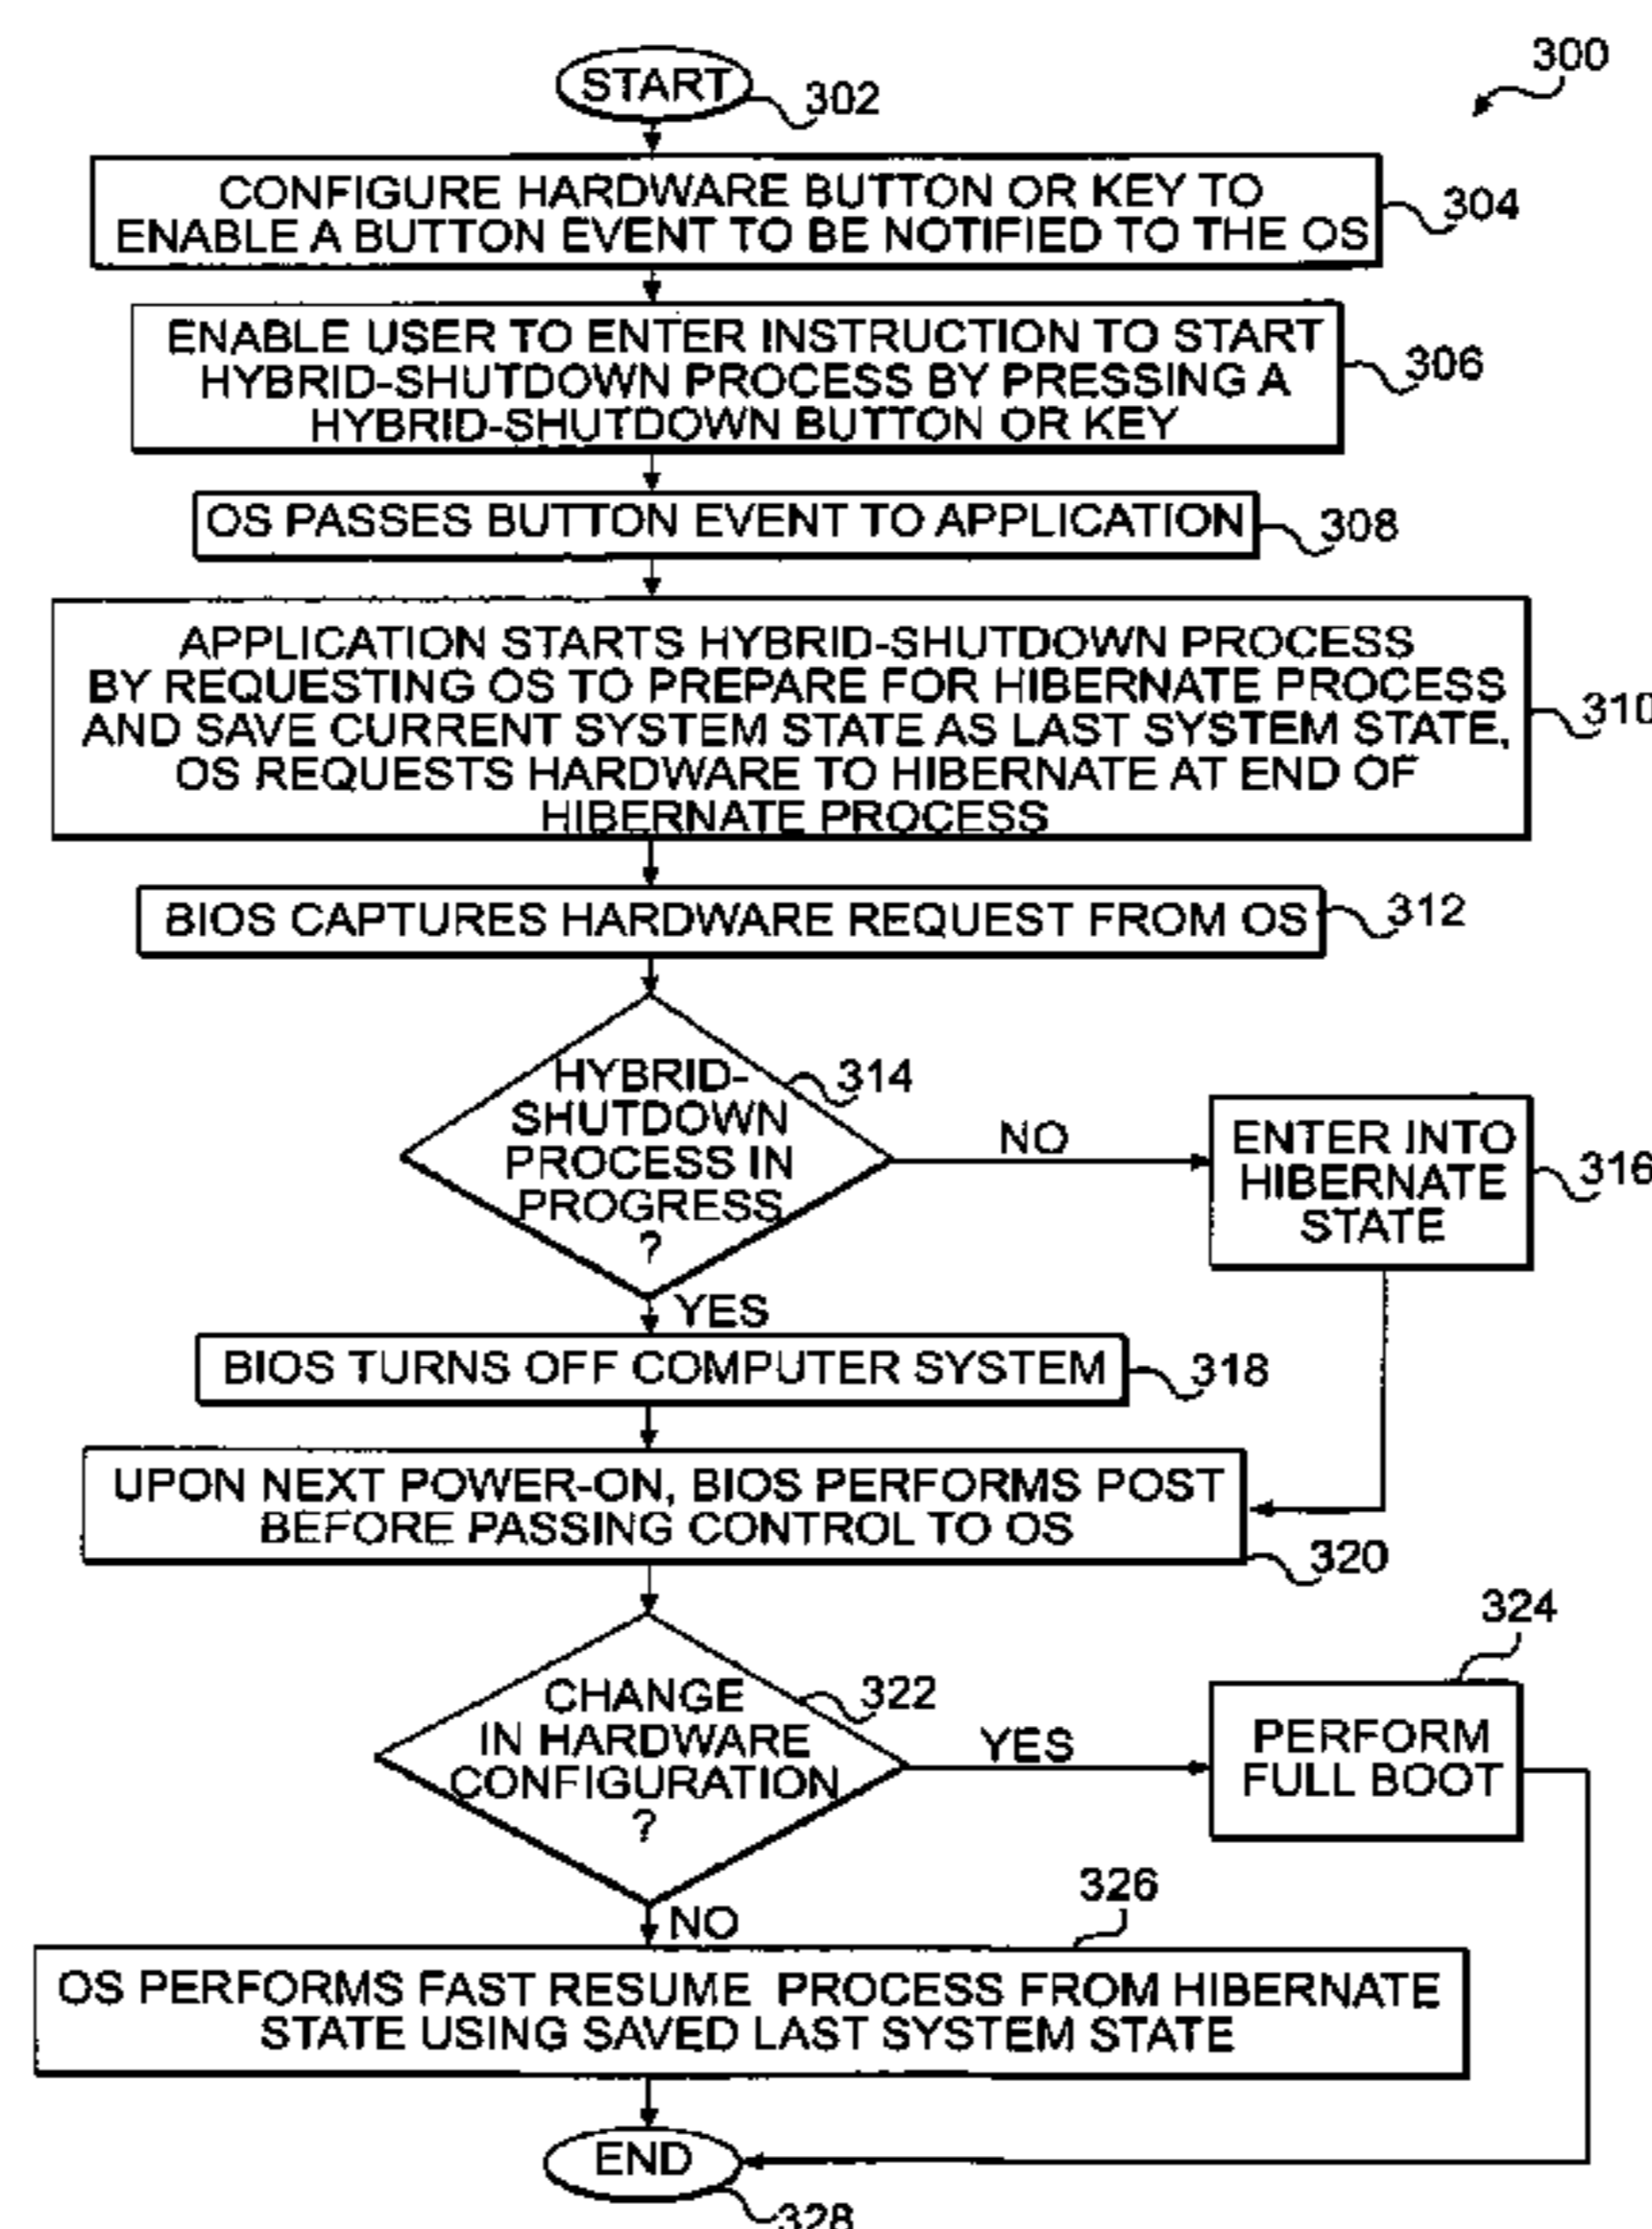 300
START
302
CONFIGURE HARDWARE BUTTON OR KEY TO
ENABLE A BUTTON EVENT TO BE NOTIFIED TO THE OS
304
ENABLE USER TO ENTER INSTRUCTION TO START
HYBRID-SHUTDOWN PROCESS BY PRESSING A
HYBRID-SHUTDOWN BUTTON OR KEY
306
OS PASSES BUTTON EVENT TO APPLICATION
308
APPLICATION STARTS HYBRID-SHUTDOWN PROCESS
BY REQUESTING OS TO PREPARE FOR HIBERNATE PROCESS
AND SAVE CURRENT SYSTEM STATE AS LAST SYSTEM STATE,
OS REQUESTS HARDWARE TO HIBERNATE AT END OF
HIBERNATE PROCESS
310
BIOS CAPTURES HARDWARE REQUEST FROM OS
312
HYBRID-
SHUTDOWN
PROCESS IN
PROGRESS
?
314
NO
ENTER INTO
HIBERNATE
STATE
316
YES
BIOS TURNS OFF COMPUTER SYSTEM
318
UPON NEXT POWER-ON, BIOS PERFORMS POST
BEFORE PASSING CONTROL TO OS
320
CHANGE
IN HARDWARE
CONFIGURATION
?
322
YES
324
PERFORM
FULL BOOT
NO
326
OS PERFORMS FAST RESUME PROCESS FROM HIBERNATE
STATE USING SAVED LAST SYSTEM STATE
END
328